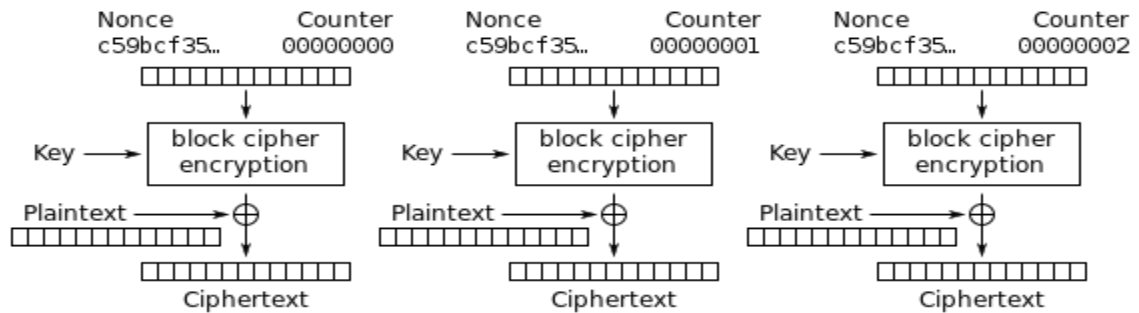 Nonce Counter Nonce Counter Nonce Counter
c59bcf35… 00000000 c59bcf35… 00000001 c59bcf35… 00000002
block cipher block cipher block cipher
Key encryption Key encryption Key encryption
Plaintext Plaintext Plaintext
Ciphertext Ciphertext Ciphertext